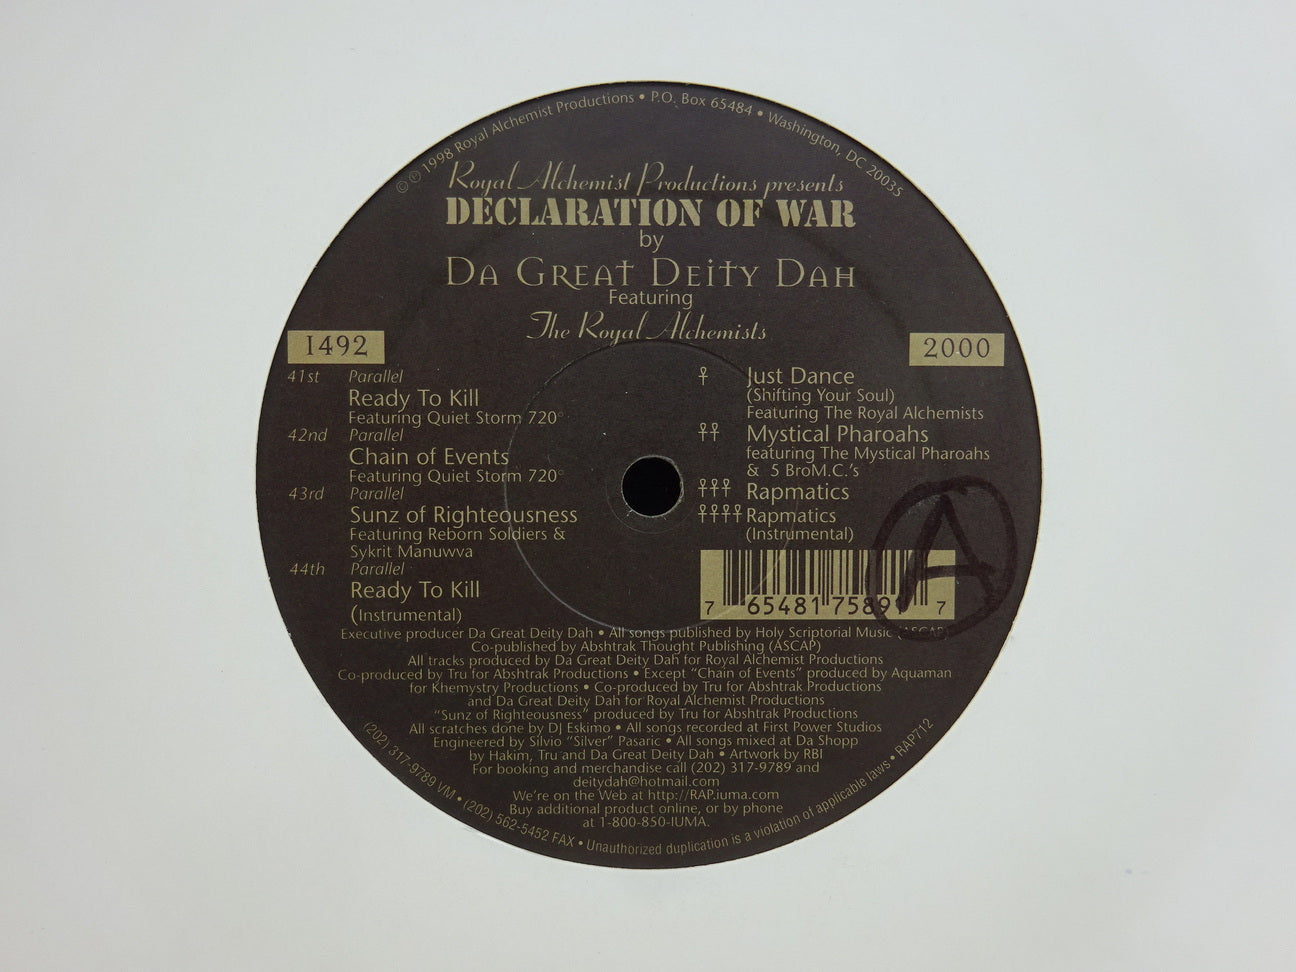 © ℗ 1998 Royal Alchemist Productions • P.O. Box 65484 • Washington, DC 20035
Royal Alchemist Productions presents
DECLARATION OF WAR
by
DA GREAT DEITY DAH
Featuring
The Royal Alchemists
1492
41st Parallel
Ready To Kill
Featuring Quiet Storm 720°
42nd Parallel
Chain of Events
Featuring Quiet Storm 720°
43rd Parallel
Sunz of Righteousness
Featuring Reborn Soldiers &
Sykrit Manuwva
44th Parallel
Ready To Kill
(Instrumental)
2000
Just Dance
(Shifting Your Soul)
Featuring The Royal Alchemists
Mystical Pharoahs
featuring The Mystical Pharoahs
& 5 BroM.C.'s
Rapmatics
Rapmatics
(Instrumental)
A
7 65481 75891 7
Executive producer Da Great Deity Dah • All songs published by Holy Scriptorial Music (ASCAP)
Co-published by Abshtrak Thought Publishing (ASCAP)
All tracks produced by Da Great Deity Dah for Royal Alchemist Productions
Co-produced by Tru for Abshtrak Productions • Except "Chain of Events" produced by Aquaman
for Khemystry Productions • Co-produced by Tru for Abshtrak Productions
and Da Great Deity Dah for Royal Alchemist Productions
"Sunz of Righteousness" produced by Tru for Abshtrak Productions
All scratches done by DJ Eskimo • All songs recorded at First Power Studios
Engineered by Silvio "Silver" Pasaric • All songs mixed at Da Shopp
by Hakim, Tru and Da Great Deity Dah • Artwork by RBI
For booking and merchandise call (202) 317-9789 and
deitydah@hotmail.com
We're on the Web at http://RAP.iuma.com
Buy additional product online, or by phone
at 1-800-850-IUMA.
(202) 317-9789 VM • (202) 562-5452 FAX • Unauthorized duplication is a violation of applicable laws • RAP712